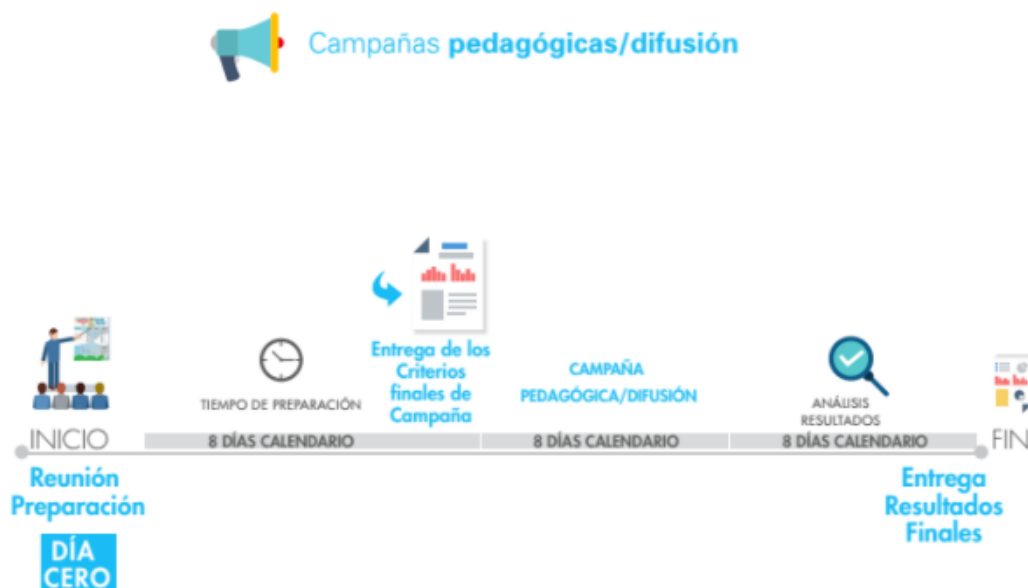 Campañas pedagógicas/difusión
Entrega de los
Criterios
finales de
Campaña
TIEMPO DE PREPARACIÓN
CAMPAÑA
PEDAGÓGICA/DIFUSIÓN
ANÁLISIS
RESULTADOS
INICIO
8 DÍAS CALENDARIO
8 DÍAS CALENDARIO
8 DÍAS CALENDARIO
FIN
Reunión
Preparación
Entrega
Resultados
Finales
DÍA
CERO